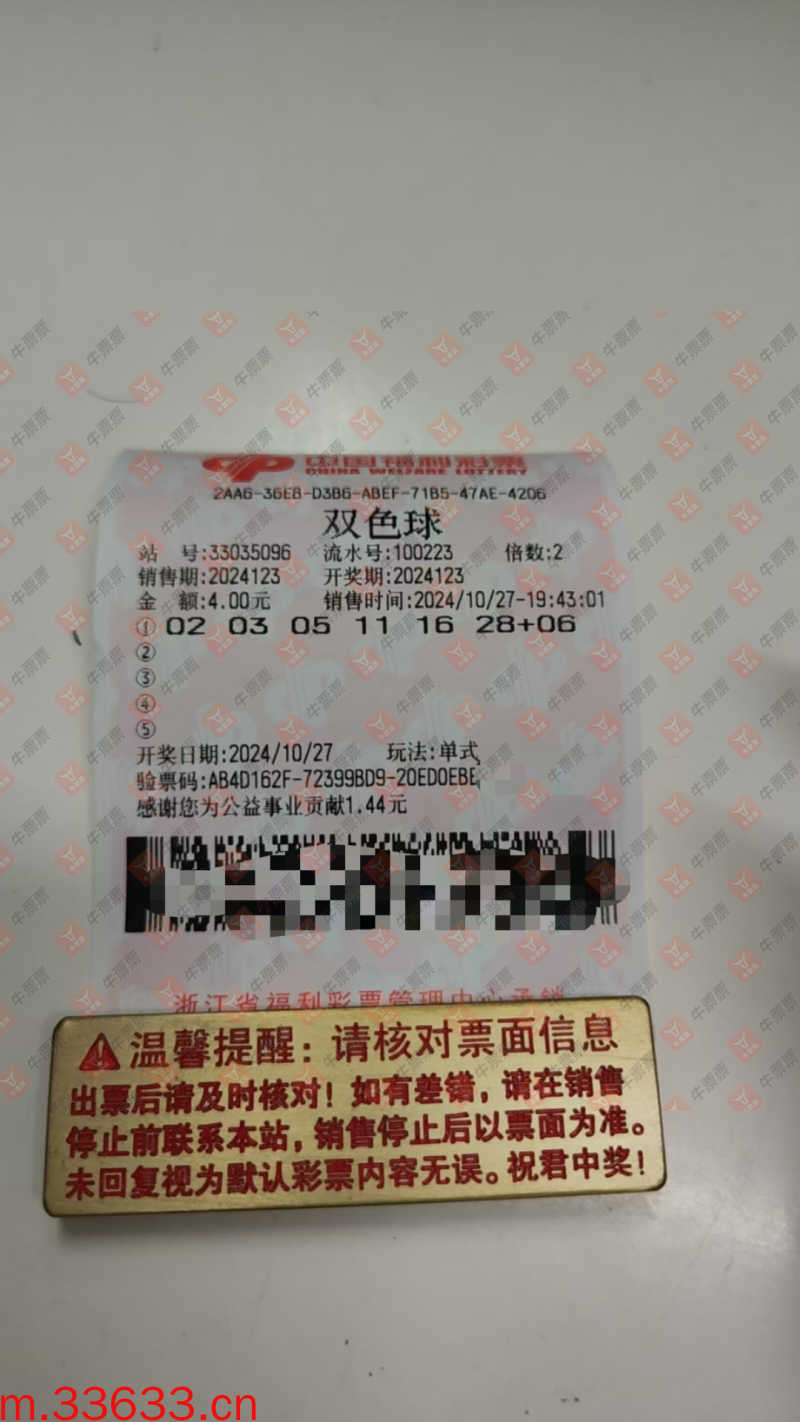 中国福利彩票
CHINA WELFARE LOTTERY
2AA6-36E8-D3B6-ABEF-71B5-47AE-4206
双色球
站 号:33035096 流水号:100223 倍数:2
销售期:2024123 开奖期:2024123
金 额:4.00元 销售时间:2024/10/27-19:43:01
① 02 03 05 11 16 28+06
②
③
④
⑤
开奖日期:2024/10/27 玩法:单式
验票码:AB4D162F-72399BD9-20ED0EBE
感谢您为公益事业贡献1.44元
浙江省福利彩票管理中心承销
温馨提醒：请核对票面信息
出票后请及时核对！如有差错，请在销售
停止前联系本站，销售停止后以票面为准。
未回复视为默认彩票内容无误。祝君中奖！
牛票票
m.33633.cn